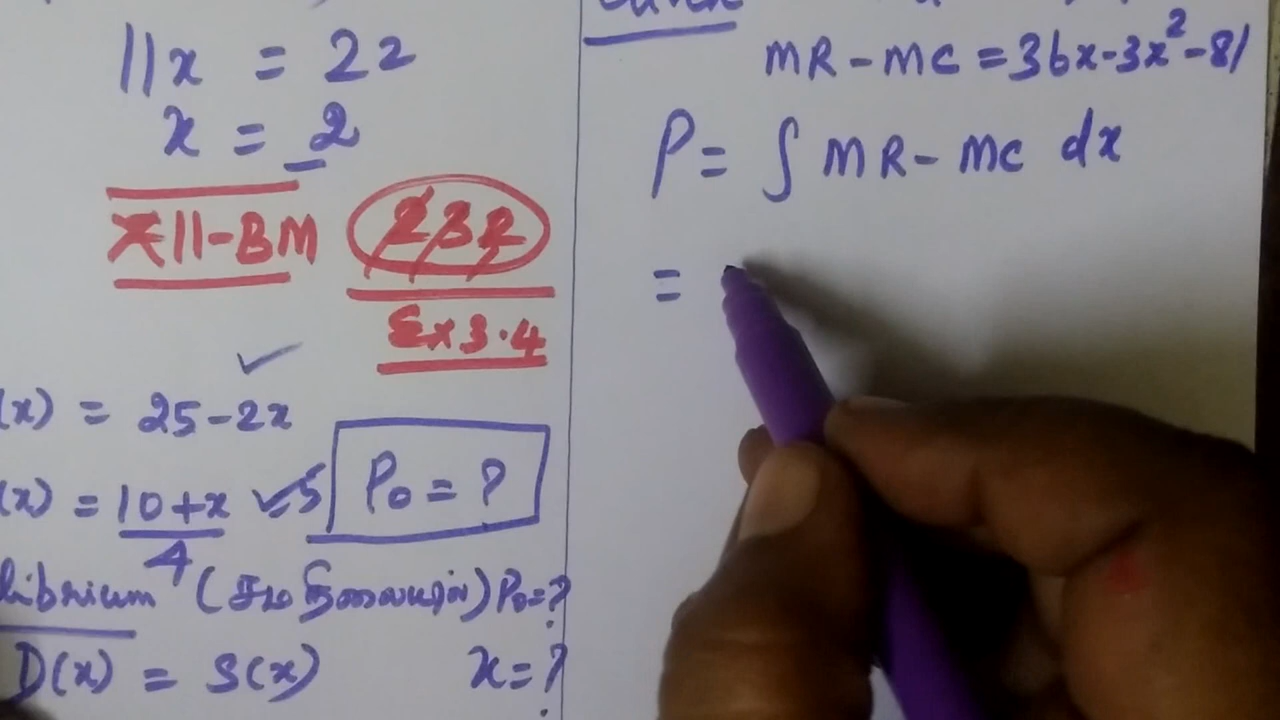 11x = 22
x = 2
XII-BM 232
Ex 3.4
(x) = 25-2x
(x) = 10+x / 4 P₀ = ?
librium (சமநிலையில்) P₀=?
D(x) = S(x) x=?
MR-MC = 36x-3x²-81
P = ∫ MR-MC dx
=